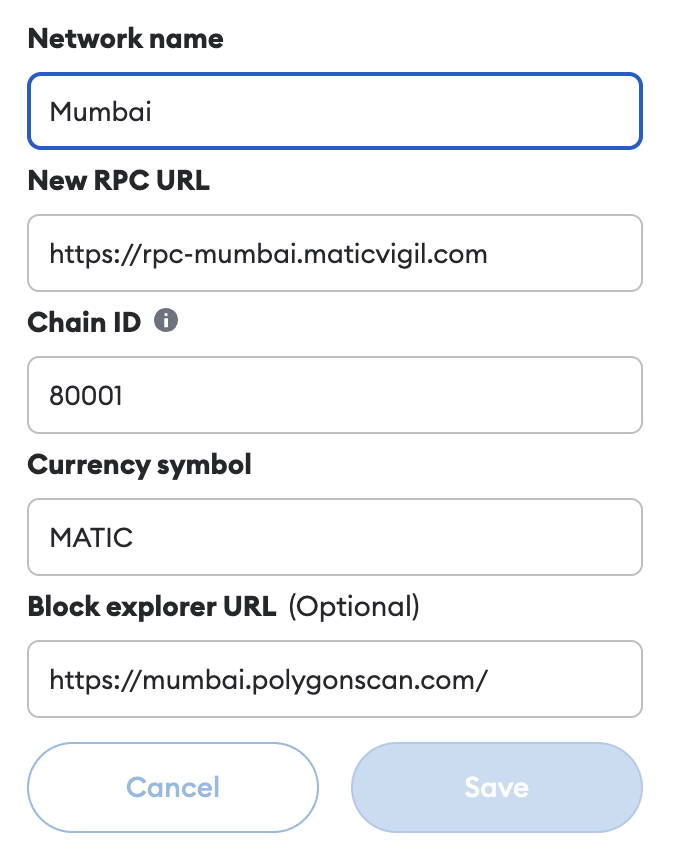 Network name
Mumbai
New RPC URL
https://rpc-mumbai.maticvigil.com
Chain ID
80001
Currency symbol
MATIC
Block explorer URL (Optional)
https://mumbai.polygonscan.com/
Cancel Save